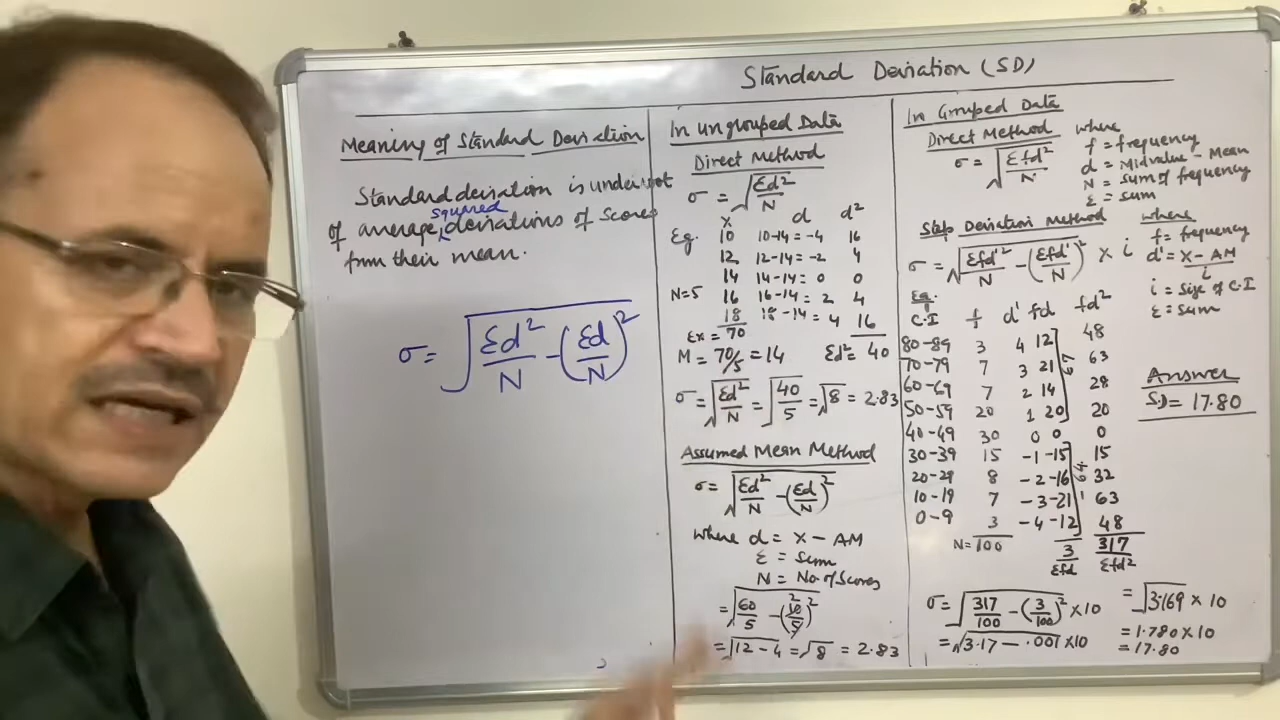 Standard Deviation (SD)
Meaning of Standard Deviation
Standard deviation is under root
of average squared deviations of Scores
from their mean.
σ = √(Σd²/N − (Σd/N)²)
In ungrouped Data
Direct Method
σ = √(Σd²/N)
X d d²
Eg. 10 10-14 = -4 16
12 12-14 = -2 4
14 14-14 = 0 0
N=5 16 16-14 = 2 4
18 18-14 = 4 16
Σx = 70
M = 70/5 = 14 Σd² = 40
σ = √(Σd²/N) = √(40/5) = √8 = 2.83
Assumed Mean Method
σ = √(Σd²/N − (Σd/N)²)
where d = X − AM
Σ = Sum
N = No. of Scores
= √(60/5 − (10/5)²) 2
= √(12 − 4) = √8 = 2.83
In Grouped Data
Direct Method
σ = √(Σfd²/N)
where
f = frequency
d = Midvalue - Mean
N = sum of frequency
Σ = sum
Step Deviation Method
σ = √(Σfd'²/N − (Σfd'/N)²) × i
where
f = frequency
d' = X − AM / i
i = Size of C.I
Σ = Sum
Eg.
C.I f d' fd fd²
80-89 3 4 12 48
70-79 7 3 21 63
60-69 7 2 14 28
50-59 20 1 20 20
40-49 30 0 0 0
30-39 15 -1 -15 15
20-29 8 -2 -16 32
10-19 7 -3 -21 63
0-9 3 -4 -12 48
67
-64
N = 100 3 317
Σfd Σfd²
σ = √(317/100 − (3/100)²) × 10
= √(3.17 − .001) × 10
= √3.169 × 10
= 1.780 × 10
= 17.80
Answer
S.D = 17.80